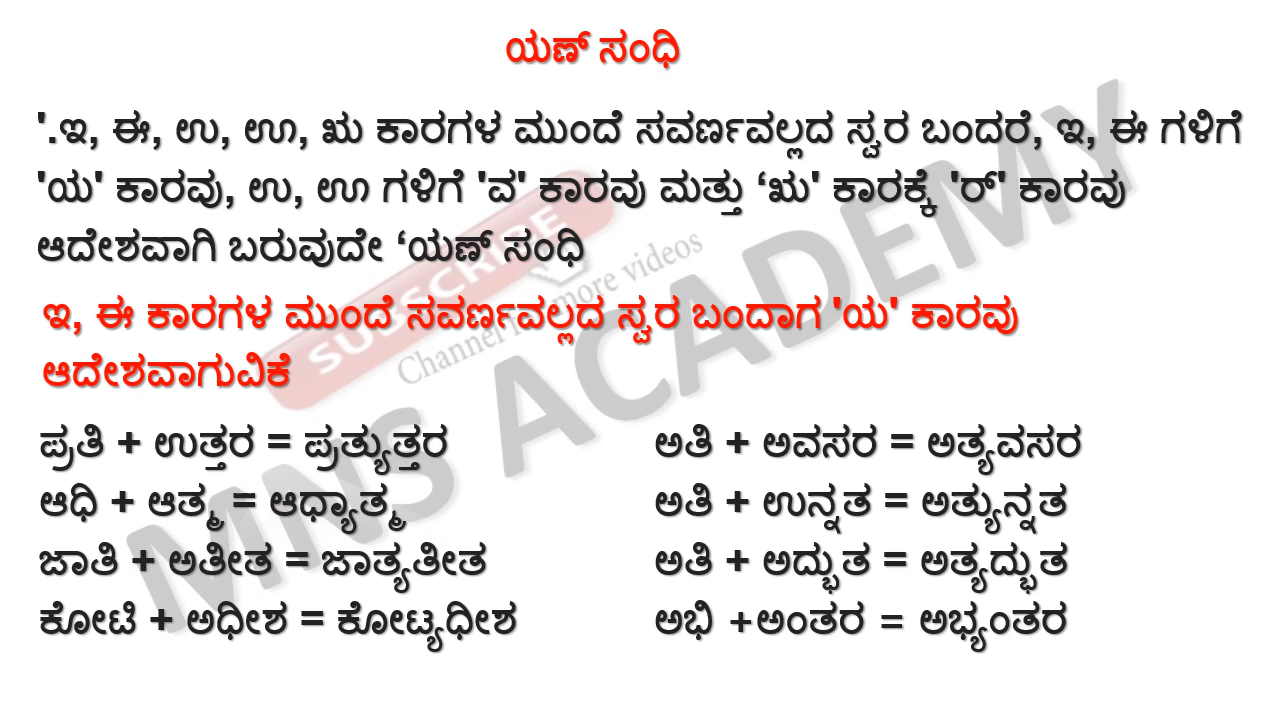 ಯಣ್ ಸಂಧಿ
'.ಇ, ಈ, ಉ, ಊ, ಋ ಕಾರಗಳ ಮುಂದೆ ಸವರ್ಣವಲ್ಲದ ಸ್ವರ ಬಂದರೆ, ಇ, ಈ ಗಳಿಗೆ
'ಯ' ಕಾರವು, ಉ, ಊ ಗಳಿಗೆ 'ವ' ಕಾರವು ಮತ್ತು ‘ಋ' ಕಾರಕ್ಕೆ 'ರ್' ಕಾರವು
ಆದೇಶವಾಗಿ ಬರುವುದೇ ‘ಯಣ್ ಸಂಧಿ
ಇ, ಈ ಕಾರಗಳ ಮುಂದೆ ಸವರ್ಣವಲ್ಲದ ಸ್ವರ ಬಂದಾಗ 'ಯ' ಕಾರವು
ಆದೇಶವಾಗುವಿಕೆ
ಪ್ರತಿ + ಉತ್ತರ = ಪ್ರತ್ಯುತ್ತರ
ಆಧಿ + ಆತ್ಮ = ಆಧ್ಯಾತ್ಮ
ಜಾತಿ + ಅತೀತ = ಜಾತ್ಯತೀತ
ಕೋಟಿ + ಅಧೀಶ = ಕೋಟ್ಯಧೀಶ
ಅತಿ + ಅವಸರ = ಅತ್ಯವಸರ
ಅತಿ + ಉನ್ನತ = ಅತ್ಯುನ್ನತ
ಅತಿ + ಅದ್ಭುತ = ಅತ್ಯದ್ಭುತ
ಅಭಿ +ಅಂತರ = ಅಭ್ಯಂತರ
SUBSCRIBE
Channel more videos
MNS ACADEMY